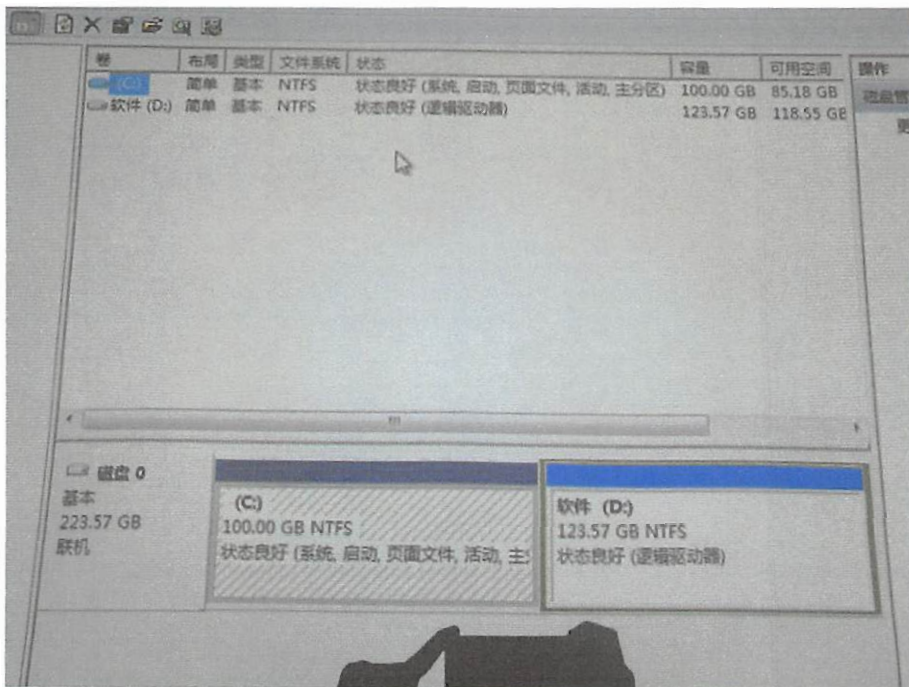 卷 布局 类型 文件系统 状态 容量 可用空间 操作
(C:) 简单 基本 NTFS 状态良好 (系统, 启动, 页面文件, 活动, 主分区) 100.00 GB 85.18 GB
磁盘管
软件 (D:) 简单 基本 NTFS 状态良好 (逻辑驱动器) 123.57 GB 118.55 GB
更
磁盘 0
基本
223.57 GB
联机
(C:)
100.00 GB NTFS
状态良好 (系统, 启动, 页面文件, 活动, 主
软件 (D:)
123.57 GB NTFS
状态良好 (逻辑驱动器)